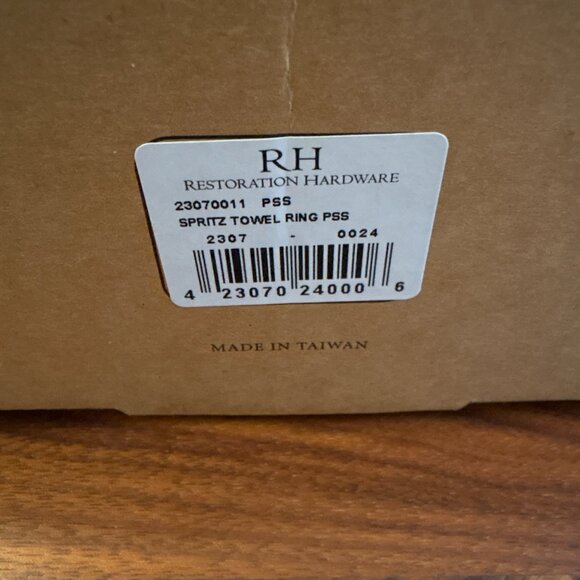 RH
RESTORATION HARDWARE
23070011 PSS
SPRITZ TOWEL RING PSS
2307 - 0024
4 23070 24000 6
MADE IN TAIWAN